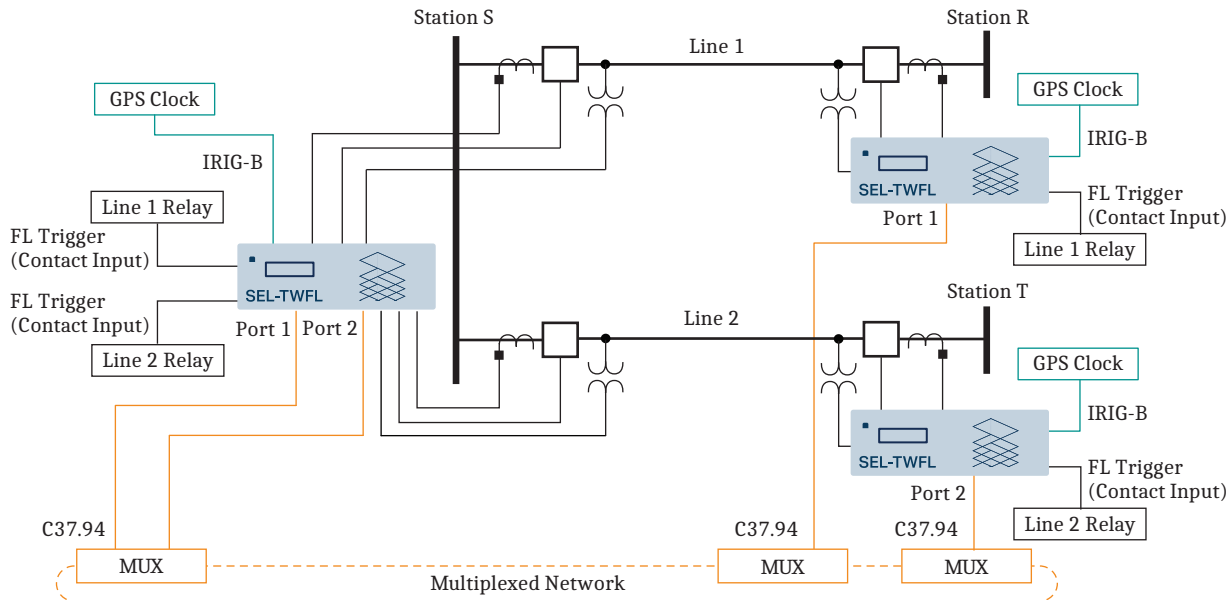 Station S
Station R
Line 1
GPS Clock
GPS Clock
IRIG-B
IRIG-B
SEL-TWFL
Line 1 Relay
Port 1
FL Trigger
(Contact Input)
Line 1 Relay
FL Trigger
(Contact Input)
SEL-TWFL
FL Trigger
(Contact Input)
Port 1
Port 2
Line 2 Relay
Line 2
Station T
GPS Clock
IRIG-B
SEL-TWFL
FL Trigger
(Contact Input)
Port 2
Line 2 Relay
C37.94
C37.94
C37.94
MUX
MUX
MUX
Multiplexed Network